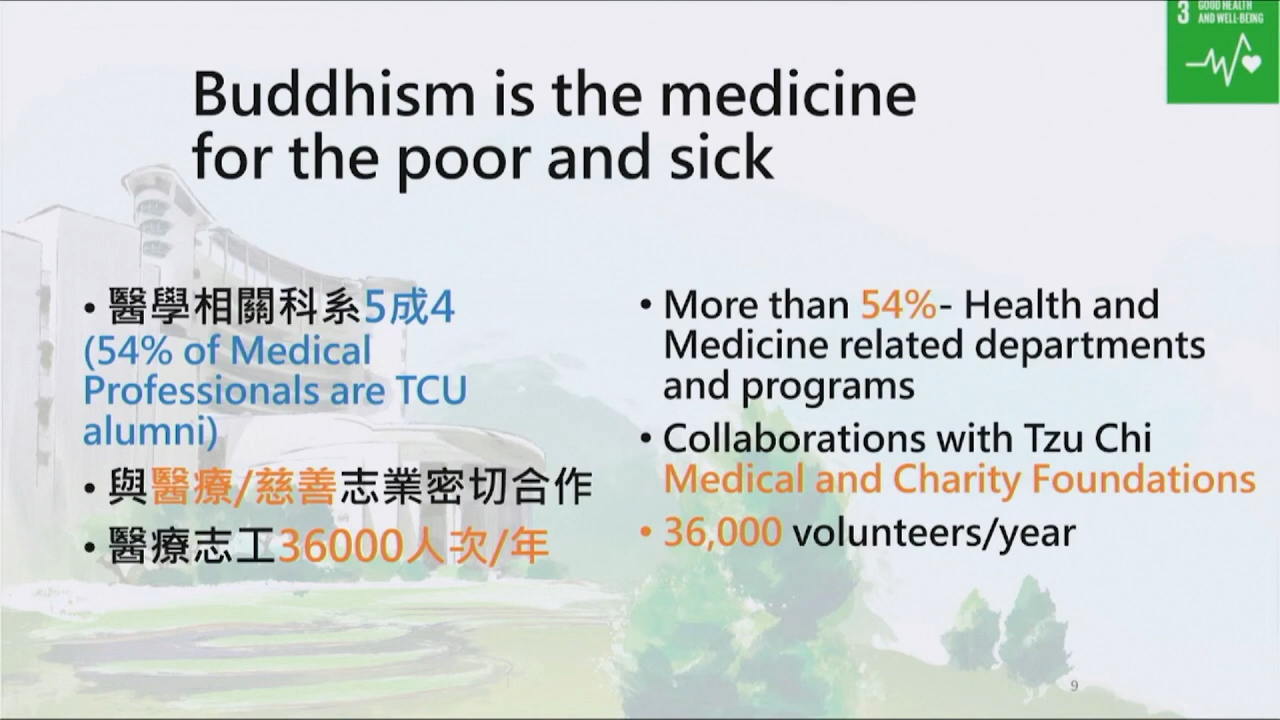 3 GOOD HEALTH
AND WELL-BEING
Buddhism is the medicine
for the poor and sick
• 醫學相關科系5成4
(54% of Medical
Professionals are TCU
alumni)
• 與醫療/慈善志業密切合作
• 醫療志工36000人次/年
• More than 54%- Health and
Medicine related departments
and programs
• Collaborations with Tzu Chi
Medical and Charity Foundations
• 36,000 volunteers/year
9